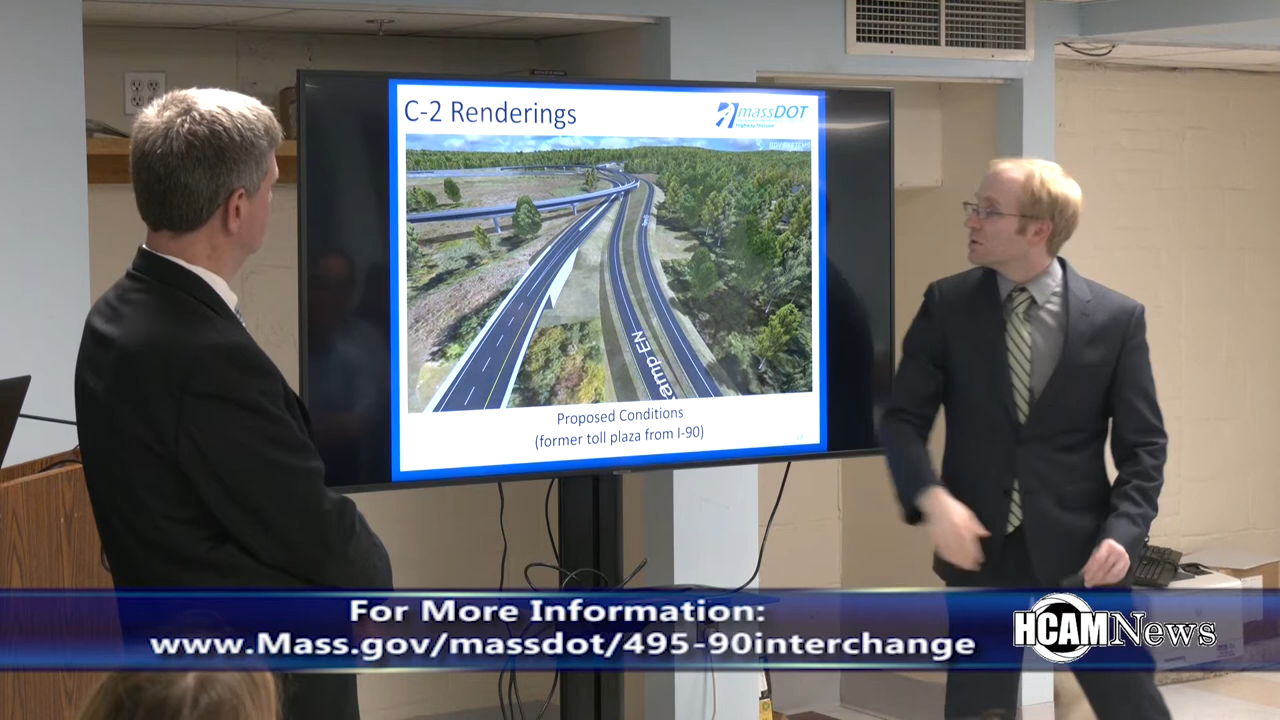 C-2 Renderings
massDOT
Highway Division
Ramp EN
Proposed Conditions
(former toll plaza from I-90)
For More Information:
www.Mass.gov/massdot/495-90interchange
HCAMNews